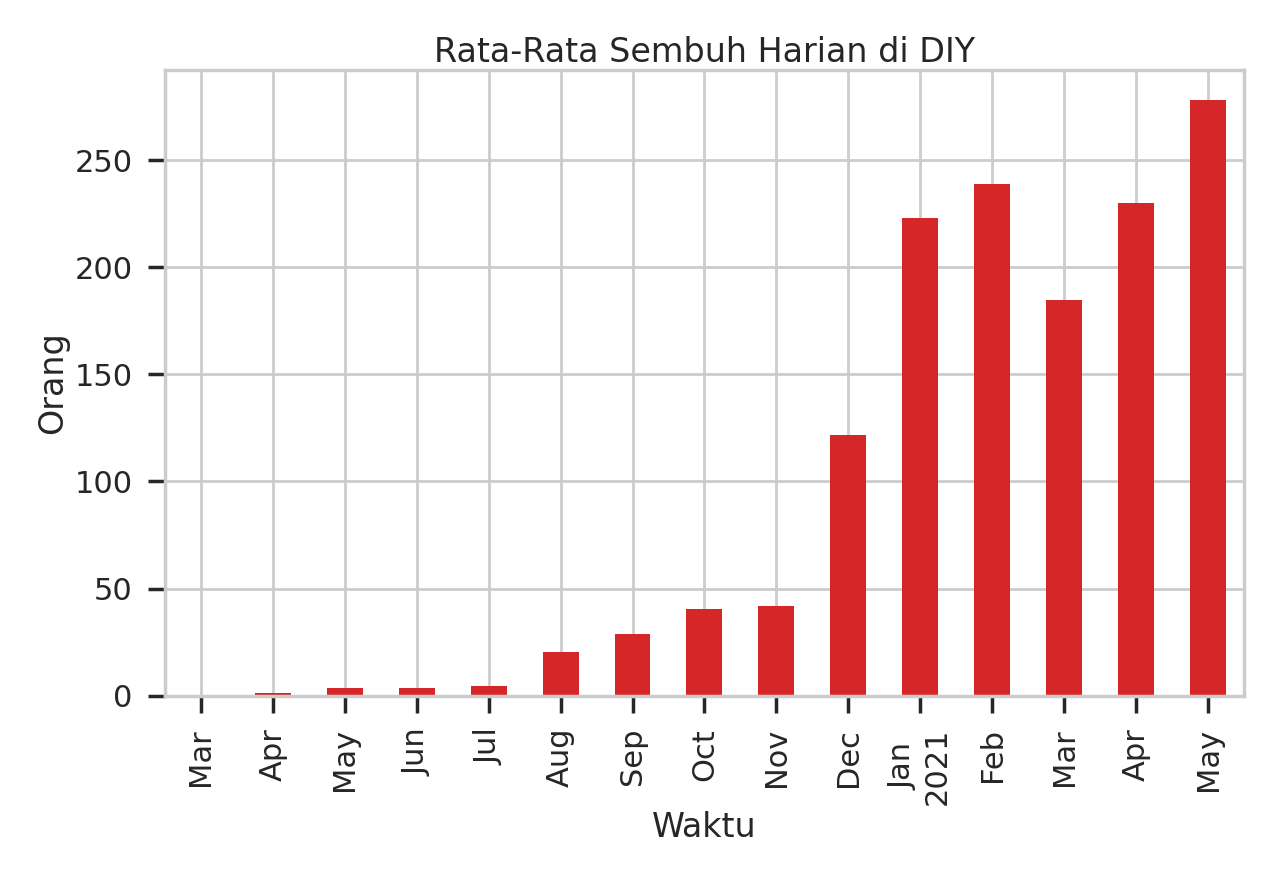 Rata-Rata Sembuh Harian di DIY
Orang
250
200
150
100
50
0
Mar
Apr
May
Jun
Jul
Aug
Sep
Oct
Nov
Dec
Jan
2021
Feb
Mar
Apr
May
Waktu